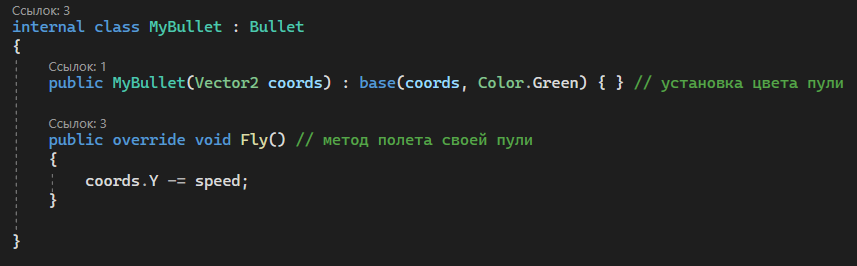 Ссылок: 3
internal class MyBullet : Bullet
{
Ссылок: 1
public MyBullet(Vector2 coords) : base(coords, Color.Green) { } // установка цвета пули
Ссылок: 3
public override void Fly() // метод полета своей пули
{
coords.Y -= speed;
}
}